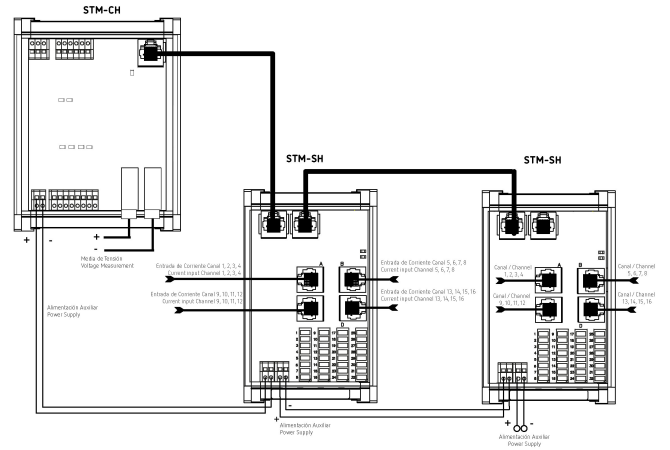 STM-CH
STM-SH
STM-SH
+
-
+
-
Media de Tensión
Voltage Measurement
Entrada de Corriente Canal 1, 2, 3, 4
Current input Channel 1, 2, 3, 4
Entrada de Corriente Canal 9, 10, 11, 12
Current input Channel 9, 10, 11, 12
A
B
D
Entrada de Corriente Canal 5, 6, 7, 8
Current input Channel 5, 6, 7, 8
Entrada de Corriente Canal 13, 14, 15, 16
Current input Channel 13, 14, 15, 16
Canal / Channel
1, 2, 3, 4
Canal / Channel
9, 10, 11, 12
A
B
D
Canal / Channel
5, 6, 7, 8
Canal / Channel
13, 14, 15, 16
Alimentación Auxiliar
Power Supply
+
-
Alimentación Auxiliar
Power Supply
+
-
Alimentación Auxiliar
Power Supply